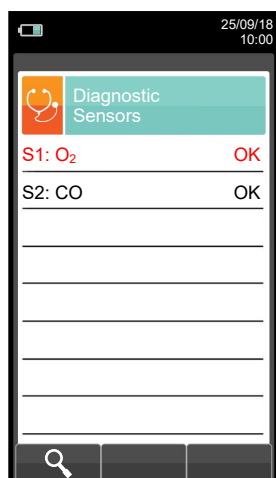 25/09/18
10:00
Diagnostic
Sensors
S1: O₂ OK
S2: CO OK